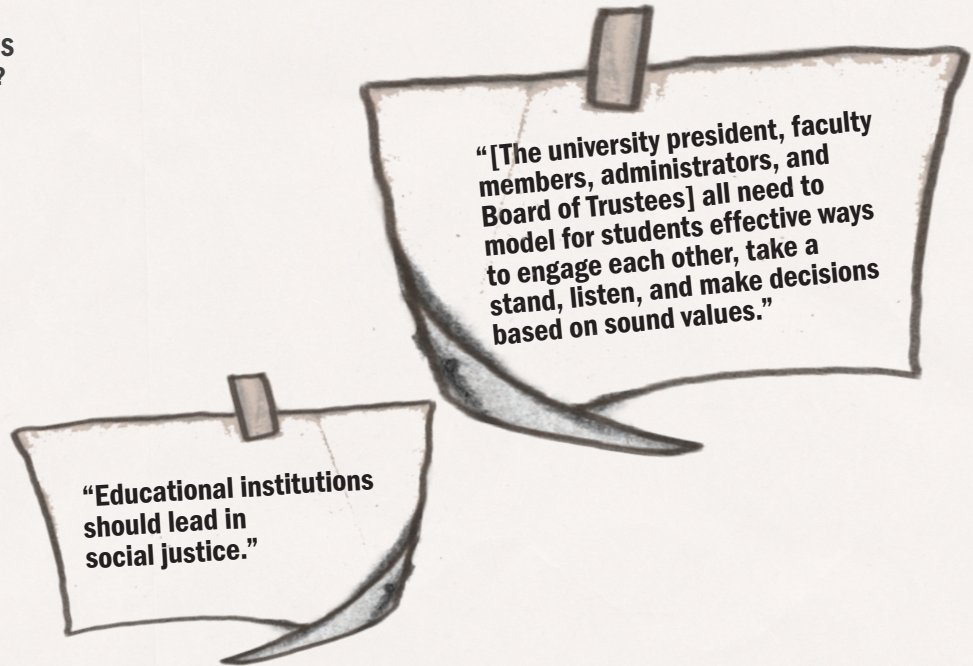 S
?
“[The university president, faculty
members, administrators, and
Board of Trustees] all need to
model for students effective ways
to engage each other, take a
stand, listen, and make decisions
based on sound values.”
“Educational institutions
should lead in
social justice.”